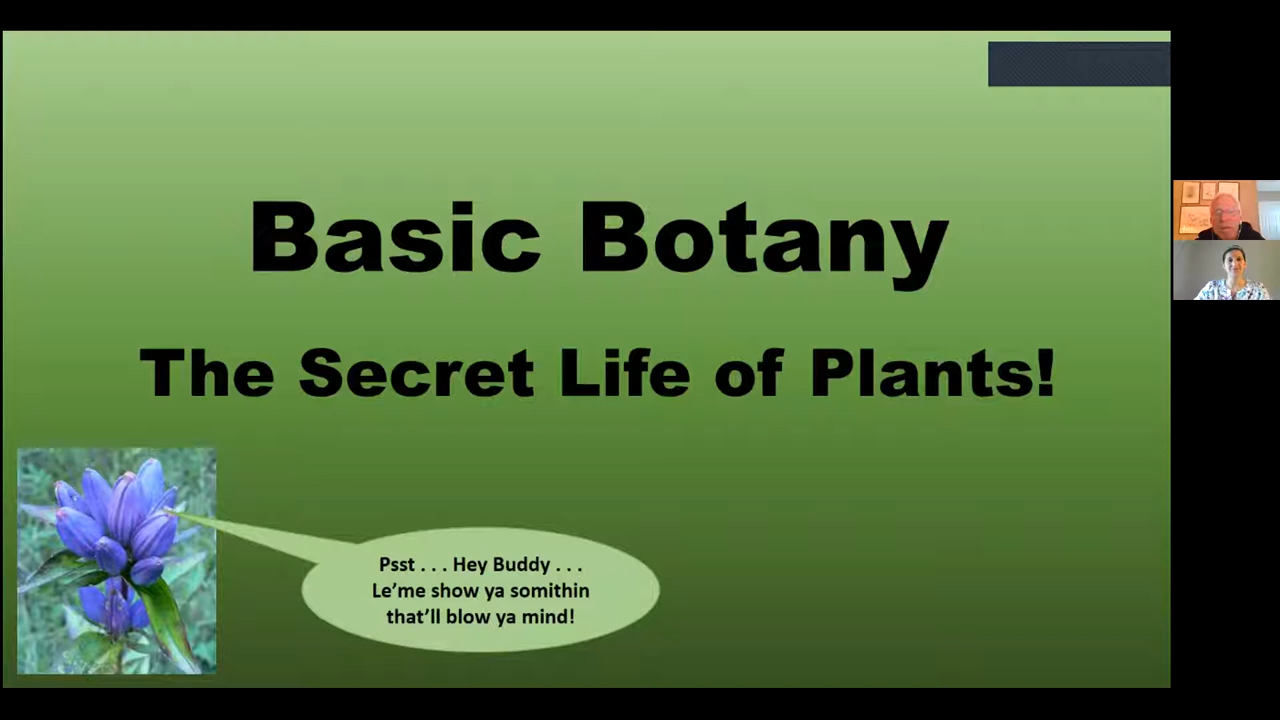 Basic Botany
The Secret Life of Plants!
Psst . . . Hey Buddy . . .
Le’me show ya somithin
that’ll blow ya mind!